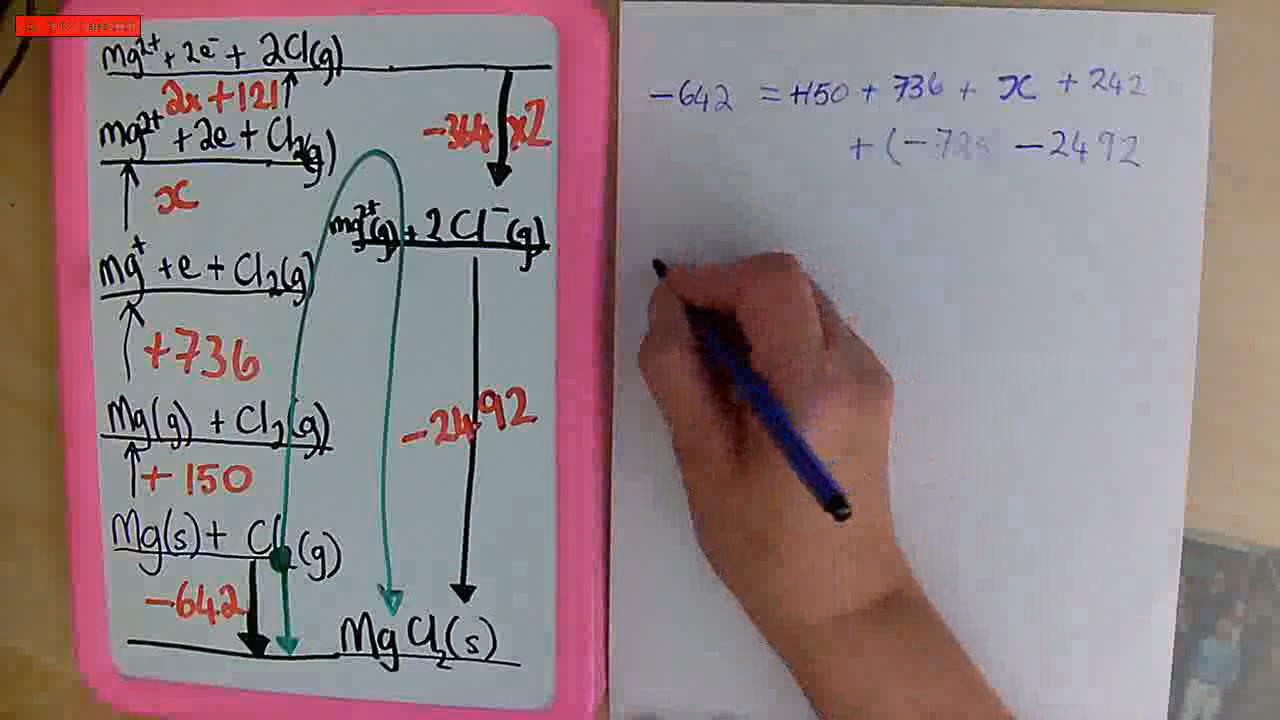 Mg²⁺ + 2e⁻ + 2Cl(g)
2x+121
Mg²⁺ + 2e + Cl₂(g)
x
Mg⁺ + e + Cl₂(g)
+736
Mg(g) + Cl₂(g)
+ 150
Mg(s) + Cl₂(g)
-642
-364 x2
Mg²⁺(g) + 2Cl⁻(g)
-2492
MgCl₂(s)
-642 = +150 + 736 + x + 242
+ (-728 -2492